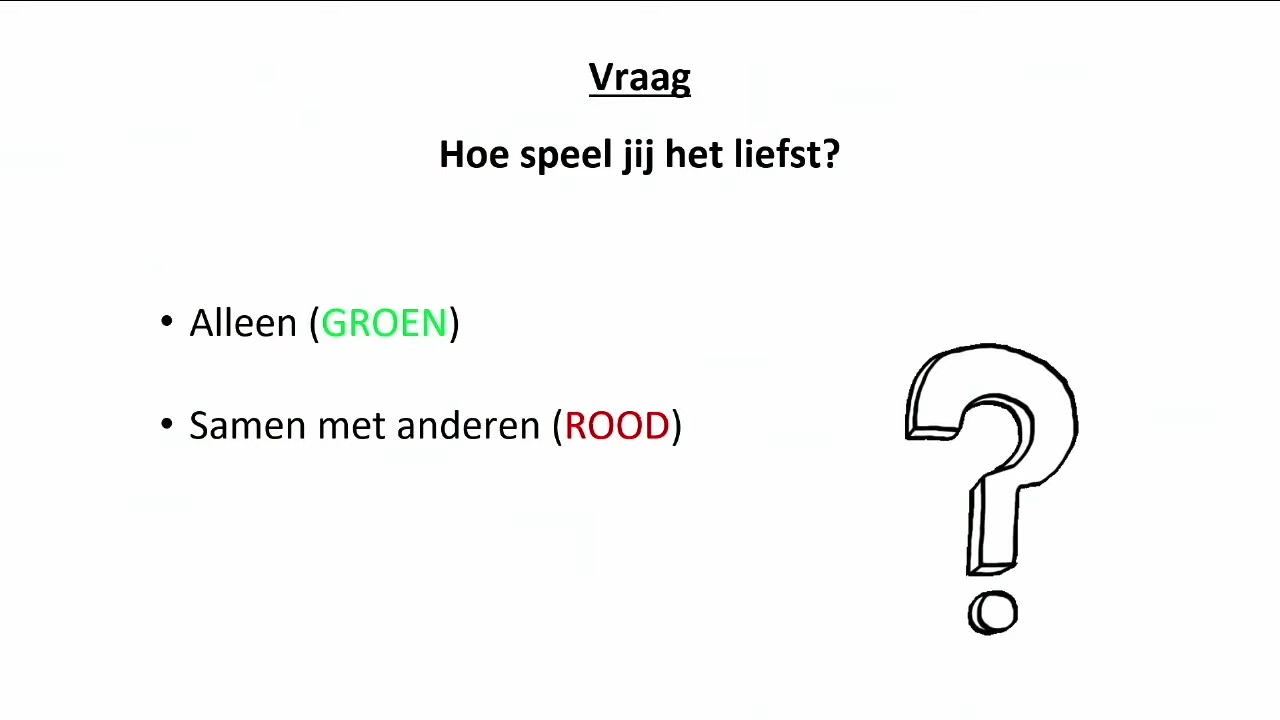 Vraag
Hoe speel jij het liefst?
• Alleen (GROEN)
• Samen met anderen (ROOD)